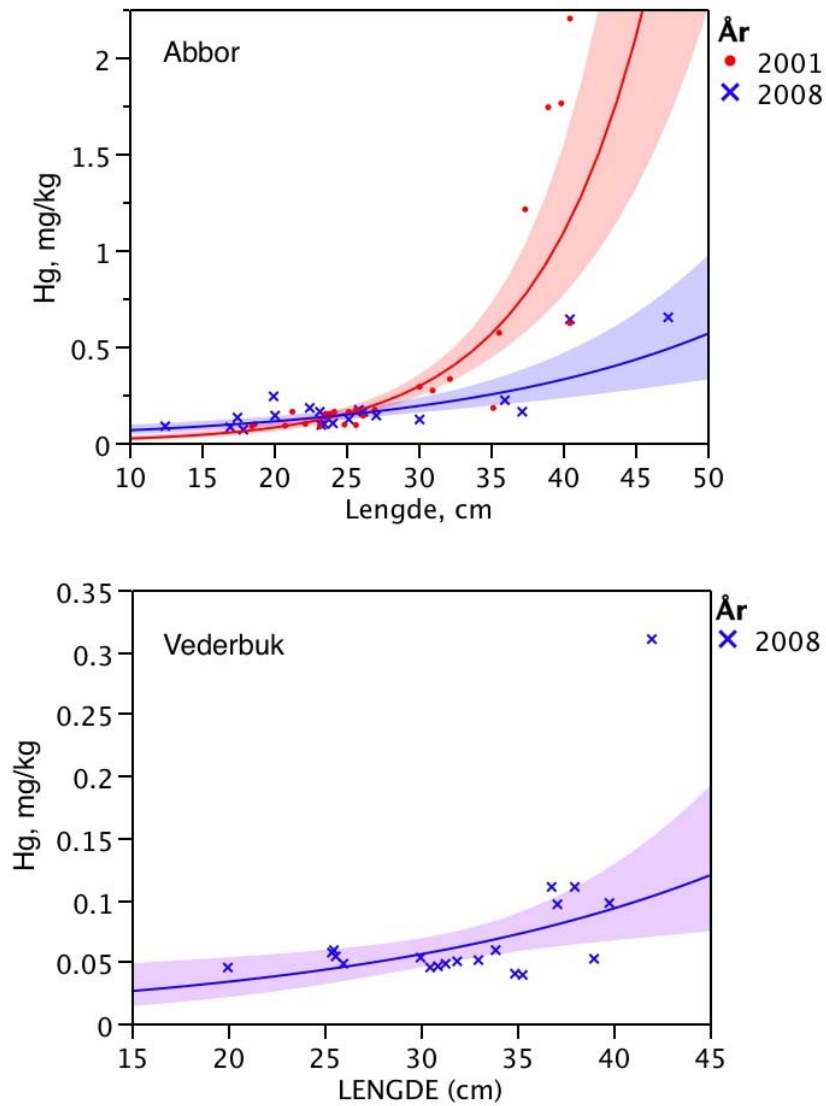 Abbor
År
2001
2008
2
1.5
1
0.5
0
Hg, mg/kg
10 15 20 25 30 35 40 45 50
Lengde, cm
Vederbuk
År
2008
0.35
0.3
0.25
0.2
0.15
0.1
0.05
0
Hg, mg/kg
15 20 25 30 35 40 45
LENGDE (cm)